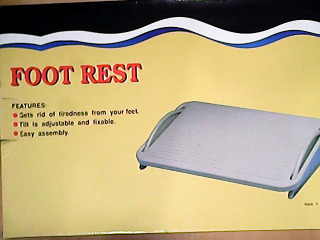 FOOT REST
FEATURES:
Gets rid of tiredness from your feet.
Tilt is adjustable and fixable.
Easy assembly.